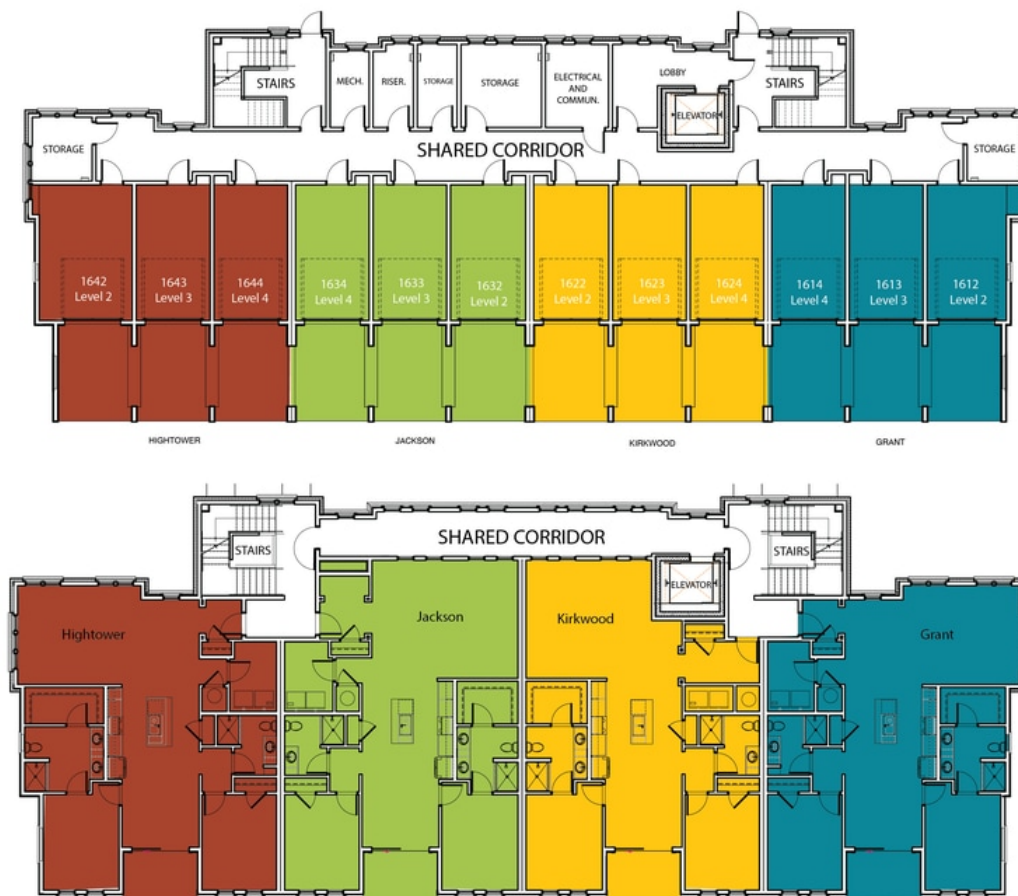 STAIRS
MECH.
RISER.
STORAGE
STORAGE
ELECTRICAL
AND
COMMUN.
LOBBY
ELEVATOR
STAIRS
STORAGE
SHARED CORRIDOR
STORAGE
1642
Level 2
1643
Level 3
1644
Level 4
1634
Level 4
1633
Level 3
1632
Level 2
1622
Level 2
1623
Level 3
1624
Level 4
1614
Level 4
1613
Level 3
1612
Level 2
HIGHTOWER
JACKSON
KIRKWOOD
GRANT
SHARED CORRIDOR
STAIRS
ELEVATOR
STAIRS
Hightower
Jackson
Kirkwood
Grant